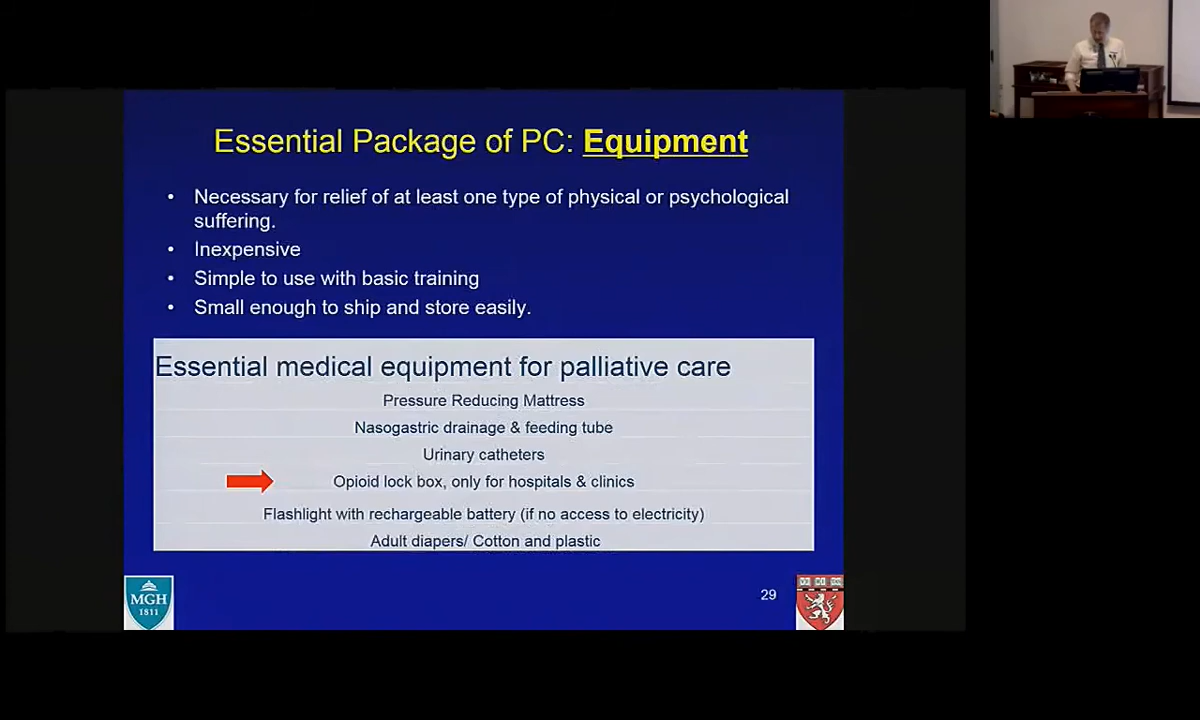 Essential Package of PC: Equipment
• Necessary for relief of at least one type of physical or psychological
suffering.
• Inexpensive
• Simple to use with basic training
• Small enough to ship and store easily.
Essential medical equipment for palliative care
Pressure Reducing Mattress
Nasogastric drainage & feeding tube
Urinary catheters
Opioid lock box, only for hospitals & clinics
Flashlight with rechargeable battery (if no access to electricity)
Adult diapers/ Cotton and plastic
MGH
1811
29